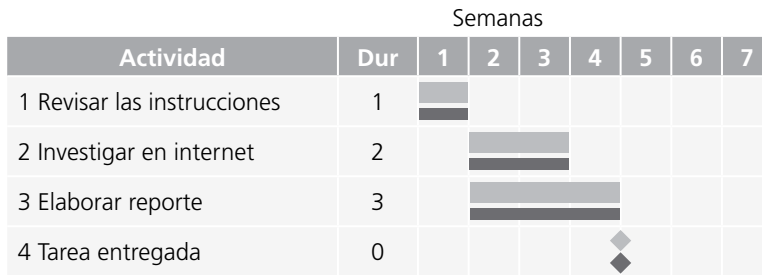 Semanas
Actividad Dur 1 2 3 4 5 6 7
1 Revisar las instrucciones 1
2 Investigar en internet 2
3 Elaborar reporte 3
4 Tarea entregada 0